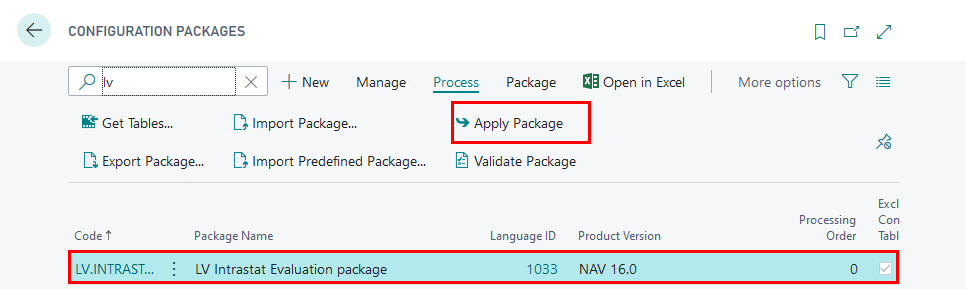 CONFIGURATION PACKAGES
lv
New Manage Process Package Open in Excel More options
Get Tables... Import Package... Apply Package
Export Package... Import Predefined Package... Validate Package
Excl
Processing Con
Code ↑ Package Name Language ID Product Version Order Tabl
LV.INTRAST... LV Intrastat Evaluation package 1033 NAV 16.0 0